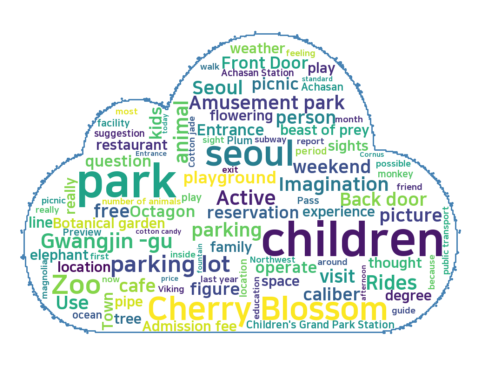 weather
feeling
Front Door
walk
Achasan Station
play
standard
Seoul
picnic
Achasan
most
animal
Amusement park
kids
today
facility
Cotton jade
flowering
person
month
suggestion
Entrance
beast of prey
restaurant
sight
Plum
subway
report
sights
question
Entrance
seoul
period
Cornus
exit
weekend
possible
really
park
playground
Imagination
monkey
friend
picnic
number of animals
play
Active
Pass
Back door
really
free
Octagon
reservation
experience
picture
public transport
line
Botanical garden
parking
children
Preview
cotton candy
Gwangjin -gu
family
elephant
first
inside
fountain
Northwest
around
thought
because
location
parking lot
location
operate
visit
afternoon
magnolia
Zoo
now
price
last year
space
Rides
cafe
Viking
figure
education
caliber
degree
Use
Town
pipe
Cherry Blossom
ocean
tree
guide
Admission fee
Children's Grand Park Station